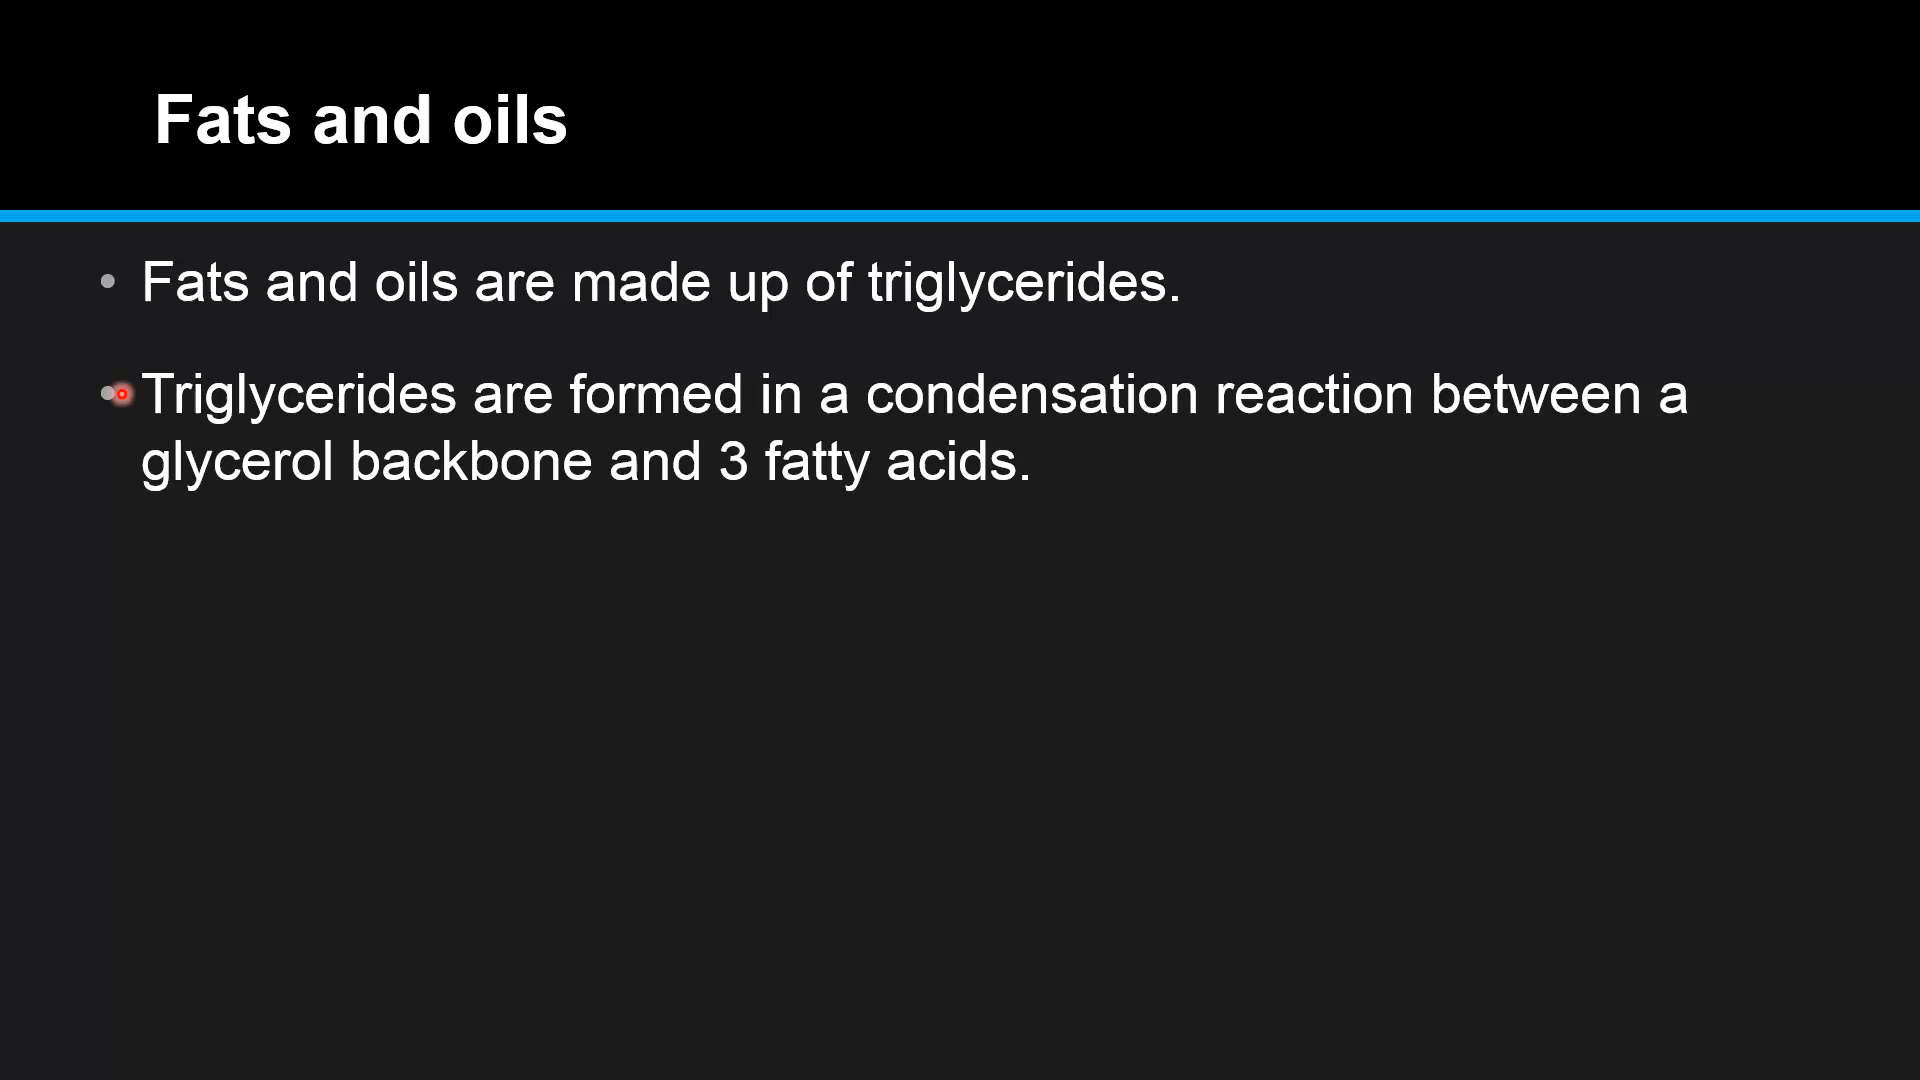 Fats and oils
• Fats and oils are made up of triglycerides.
• Triglycerides are formed in a condensation reaction between a
glycerol backbone and 3 fatty acids.